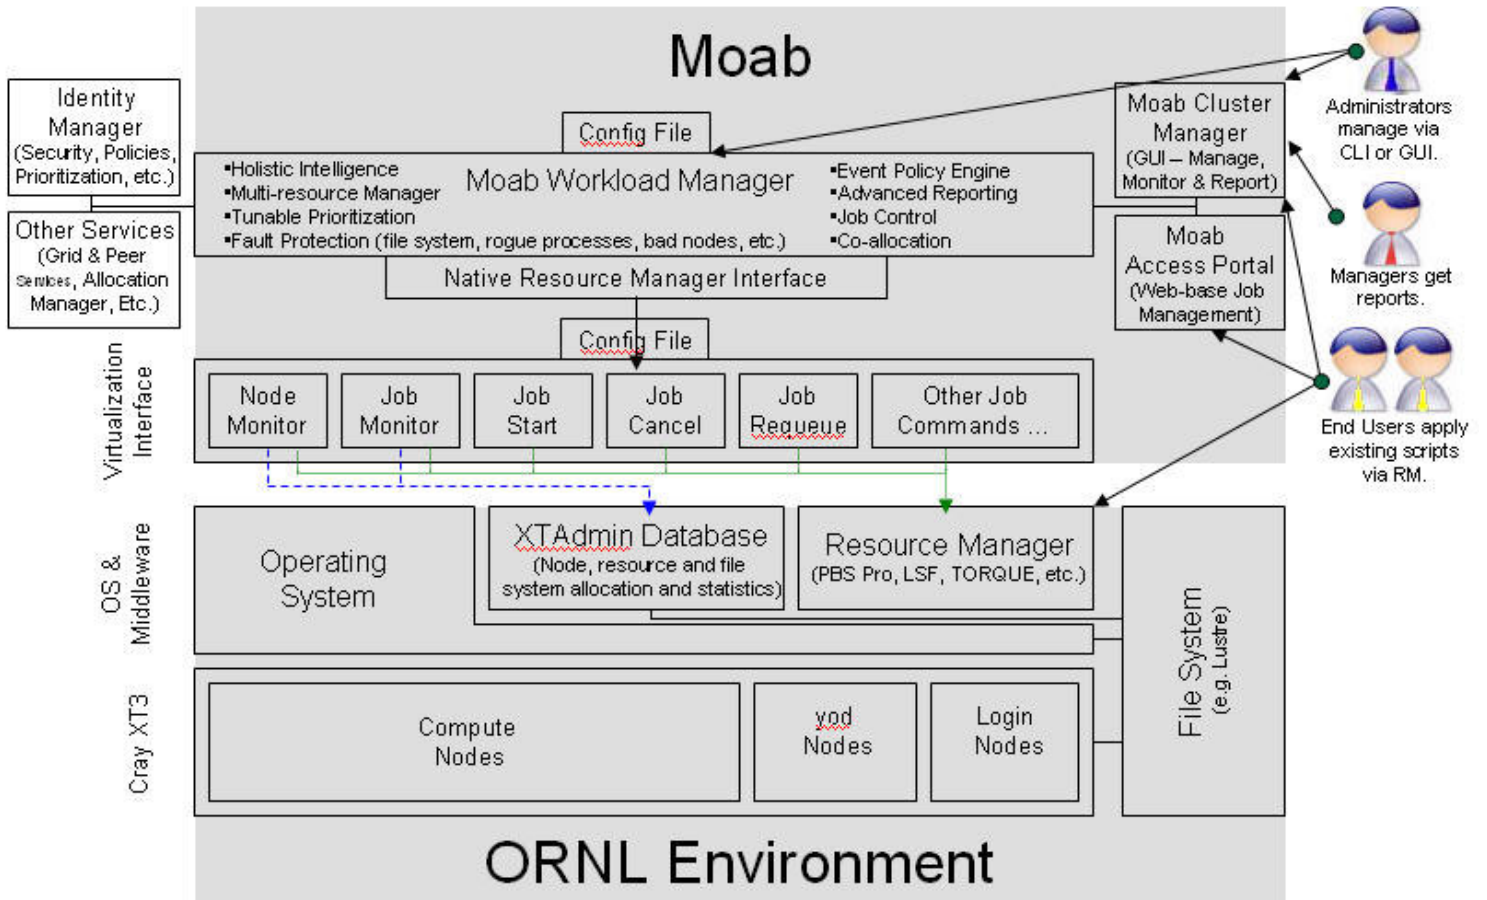 Moab
Identity
Manager
(Security, Policies,
Prioritization, etc.)
Other Services
(Grid & Peer
Services, Allocation
Manager, Etc.)
Config File
▪Holistic Intelligence
▪Multi-resource Manager
▪Tunable Prioritization
▪Fault Protection (file system, rogue processes, bad nodes, etc.)
Moab Workload Manager
▪Event Policy Engine
▪Advanced Reporting
▪Job Control
▪Co-allocation
Native Resource Manager Interface
Moab Cluster
Manager
(GUI – Manage,
Monitor & Report)
Moab
Access Portal
(Web-base Job
Management)
Administrators
manage via
CLI or GUI.
Managers get
reports.
End Users apply
existing scripts
via RM.
Config File
Virtualization
Interface
Node
Monitor
Job
Monitor
Job
Start
Job
Cancel
Job
Requeue
Other Job
Commands ...
OS &
Middleware
Operating
System
XTAdmin Database
(Node, resource and file
system allocation and statistics)
Resource Manager
(PBS Pro, LSF, TORQUE, etc.)
File System
(e.g. Lustre)
Cray XT3
Compute
Nodes
yod
Nodes
Login
Nodes
ORNL Environment